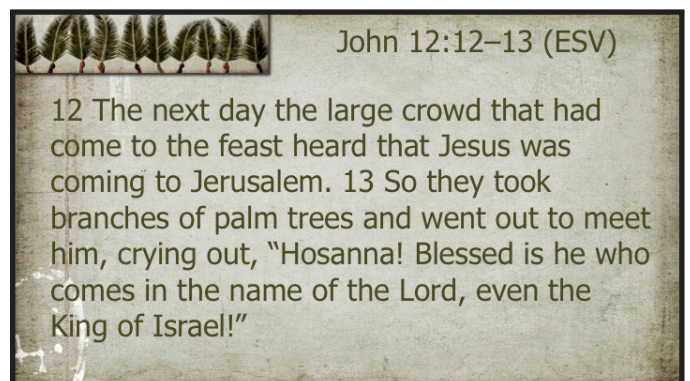 John 12:12–13 (ESV)
12 The next day the large crowd that had
come to the feast heard that Jesus was
coming to Jerusalem. 13 So they took
branches of palm trees and went out to meet
him, crying out, “Hosanna! Blessed is he who
comes in the name of the Lord, even the
King of Israel!”